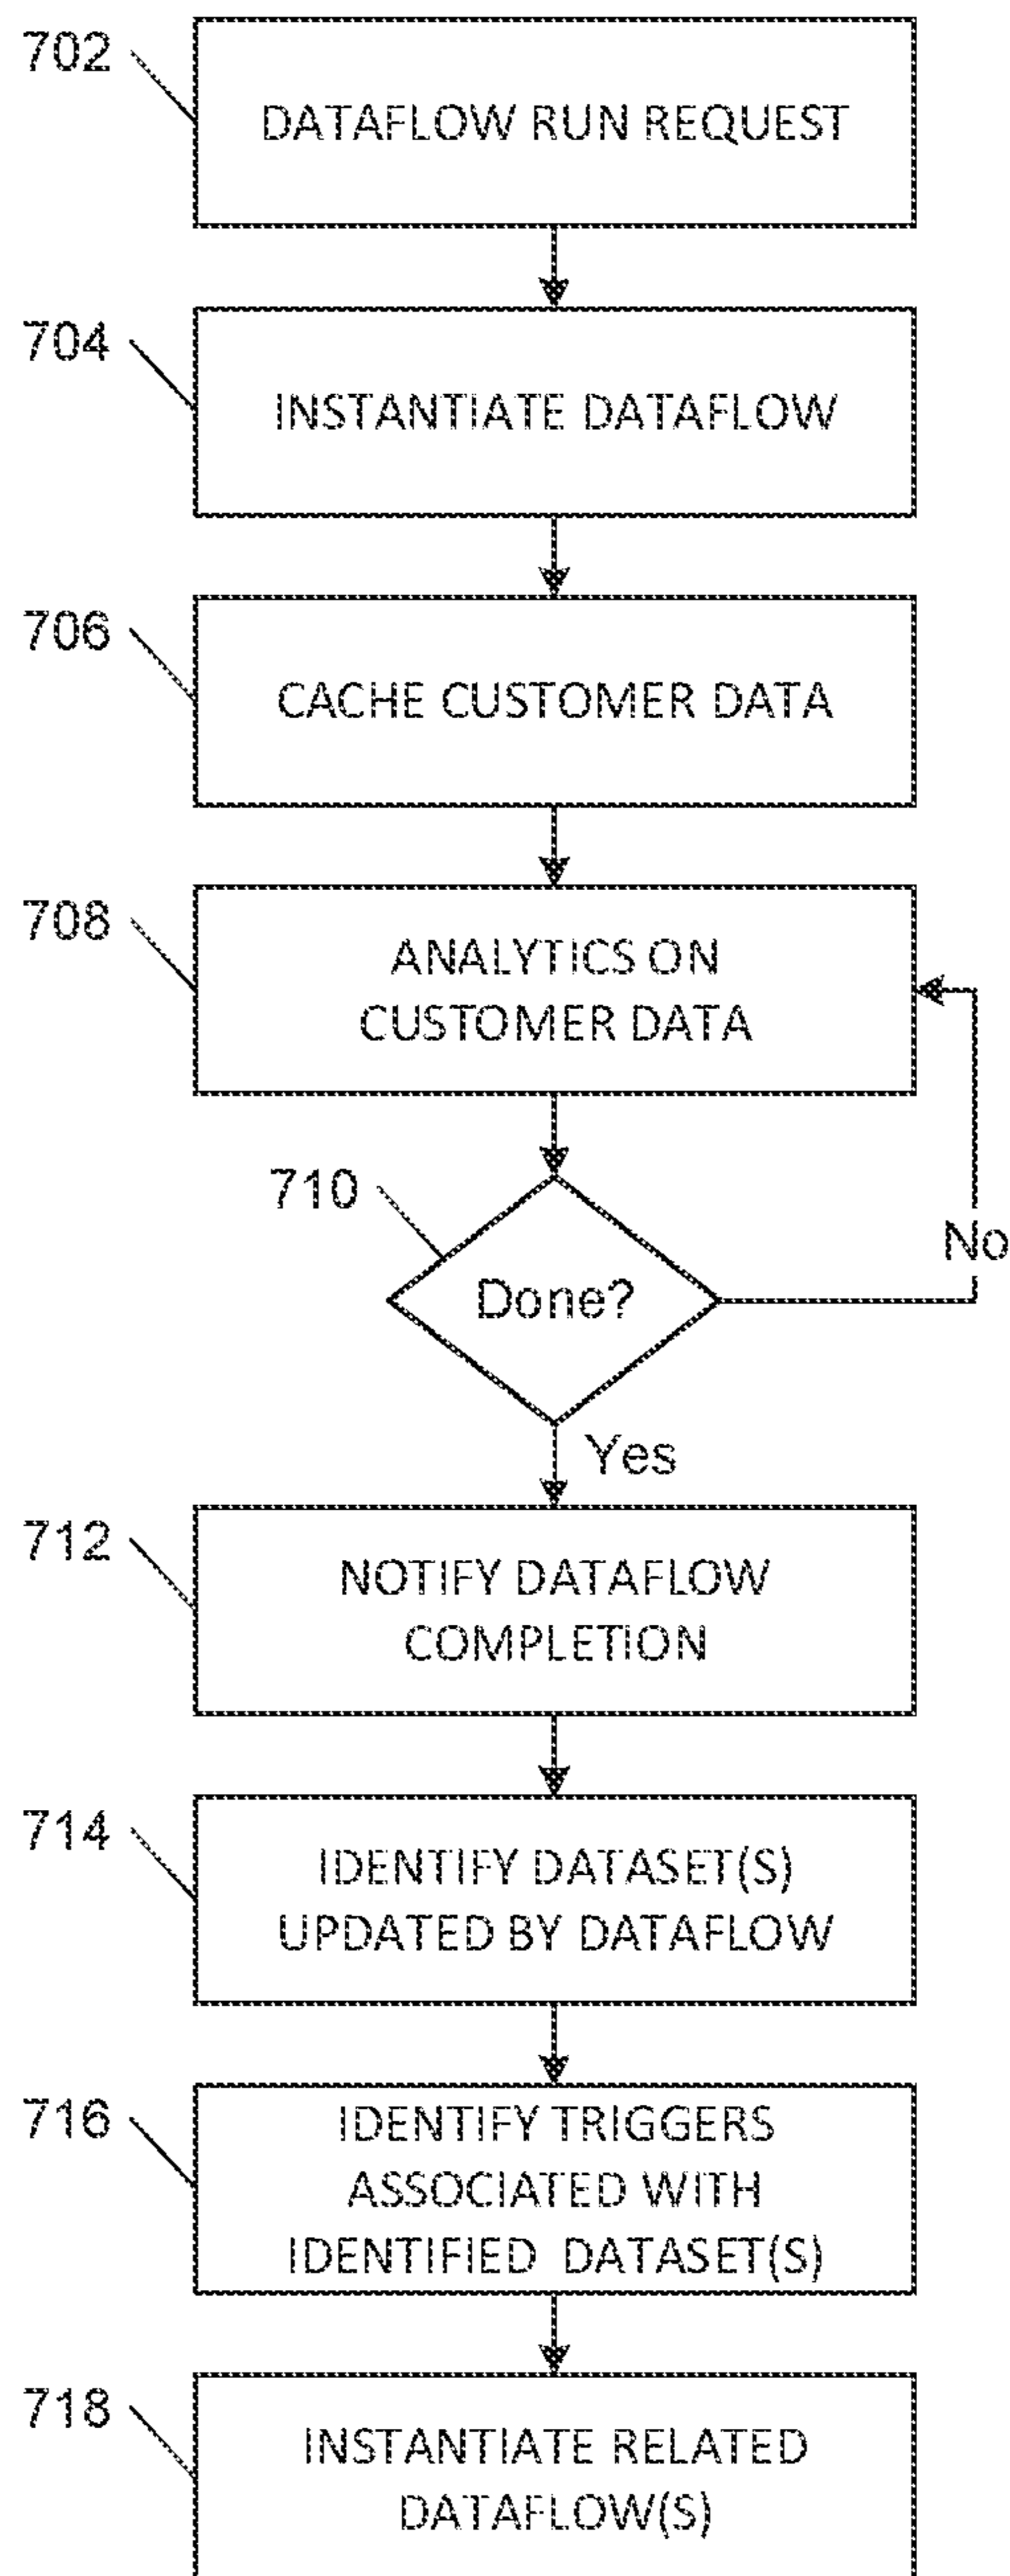 702
DATAFLOW RUN REQUEST
704
INSTANTIATE DATAFLOW
706
CACHE CUSTOMER DATA
708
ANALYTICS ON
CUSTOMER DATA
710
Done?
No
Yes
712
NOTIFY DATAFLOW
COMPLETION
714
IDENTIFY DATASET(S)
UPDATED BY DATAFLOW
716
IDENTIFY TRIGGERS
ASSOCIATED WITH
IDENTIFIED DATASET(S)
718
INSTANTIATE RELATED
DATAFLOW(S)